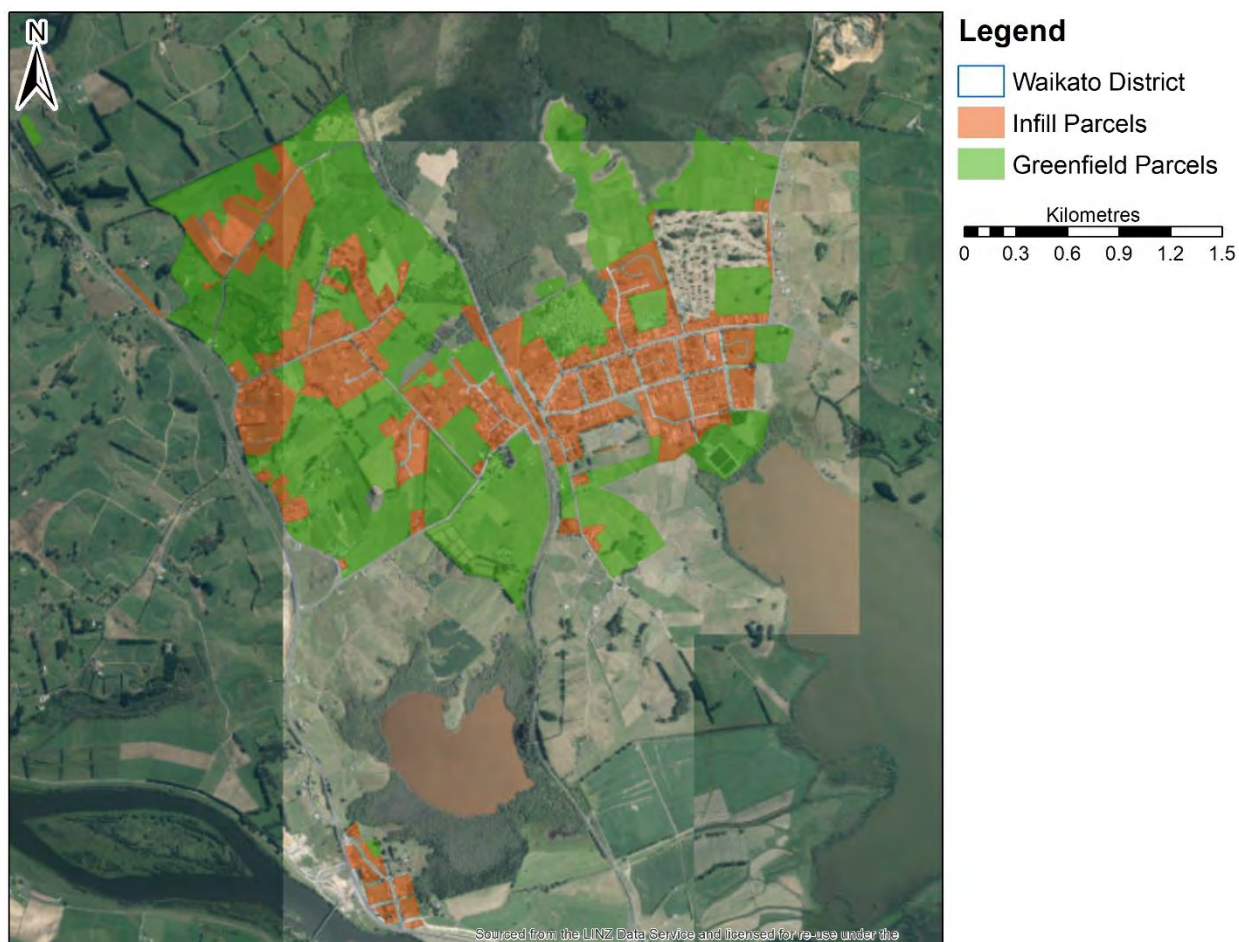 N
Legend
Waikato District
Infill Parcels
Greenfield Parcels
Kilometres
0 0.3 0.6 0.9 1.2 1.5
Sourced from the LINZ Data Service and licensed for re-use under the